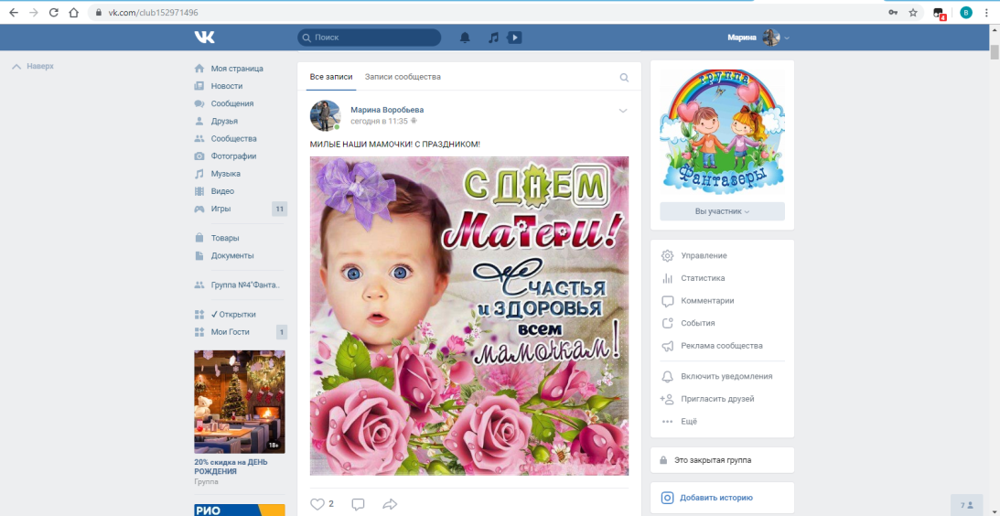 vk.com/club152971496
4
B
Поиск
Марина
Наверх
Моя страница
Новости
Сообщения
Друзья
Сообщества
Фотографии
Музыка
Видео
Игры 11
Товары
Документы
Группа №4"Фанта..
✓ Открытки
Мои Гости 1
18+
20% скидка на ДЕНЬ
РОЖДЕНИЯ
Группа
РИО
Все записи Записи сообщества
Марина Воробьева
сегодня в 11:35
МИЛЫЕ НАШИ МАМОЧКИ! С ПРАЗДНИКОМ!
С ДНЕМ
Матери!
Счастья
и здоровья
всем
мамочкам!
2
группа
Фантазеры
Вы участник
Управление
Статистика
Комментарии
События
Реклама сообщества
Включить уведомления
Пригласить друзей
Ещё
Это закрытая группа
Добавить историю
7